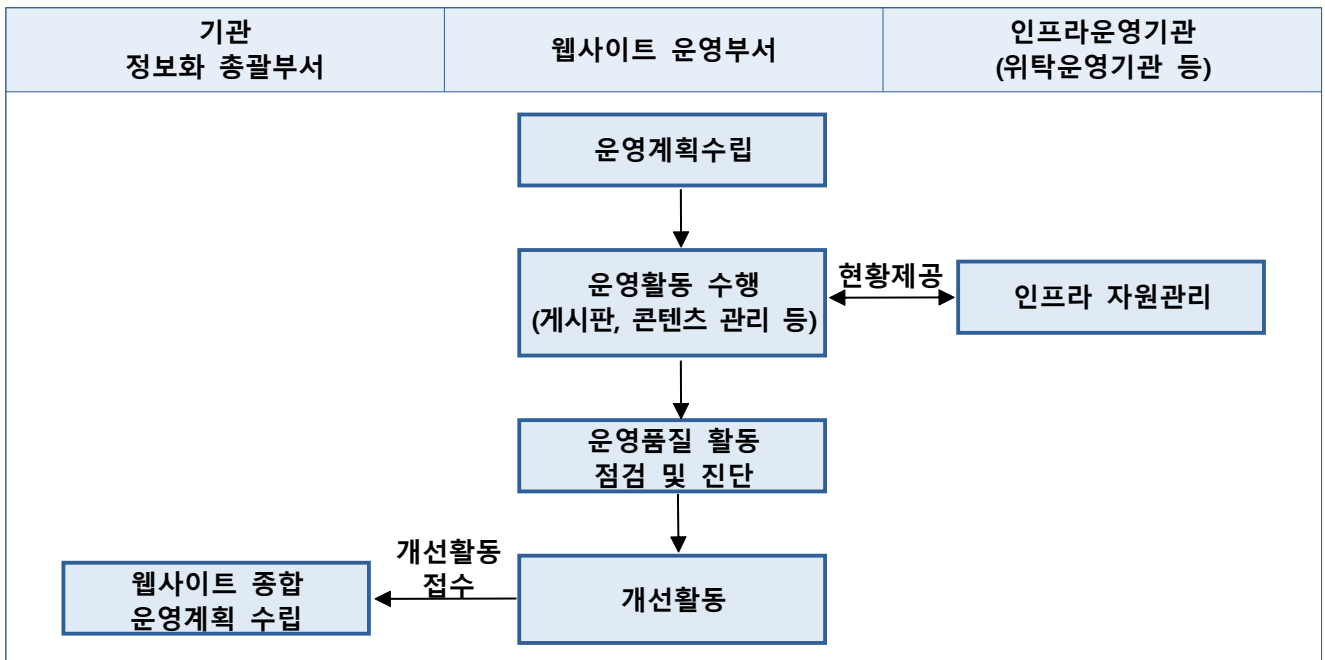 기관
정보화 총괄부서
웹사이트 운영부서
인프라운영기관
(위탁운영기관 등)
운영계획수립
운영활동 수행
(게시판, 콘텐츠 관리 등)
현황제공
인프라 자원관리
운영품질 활동
점검 및 진단
개선활동
접수
웹사이트 종합
운영계획 수립
개선활동